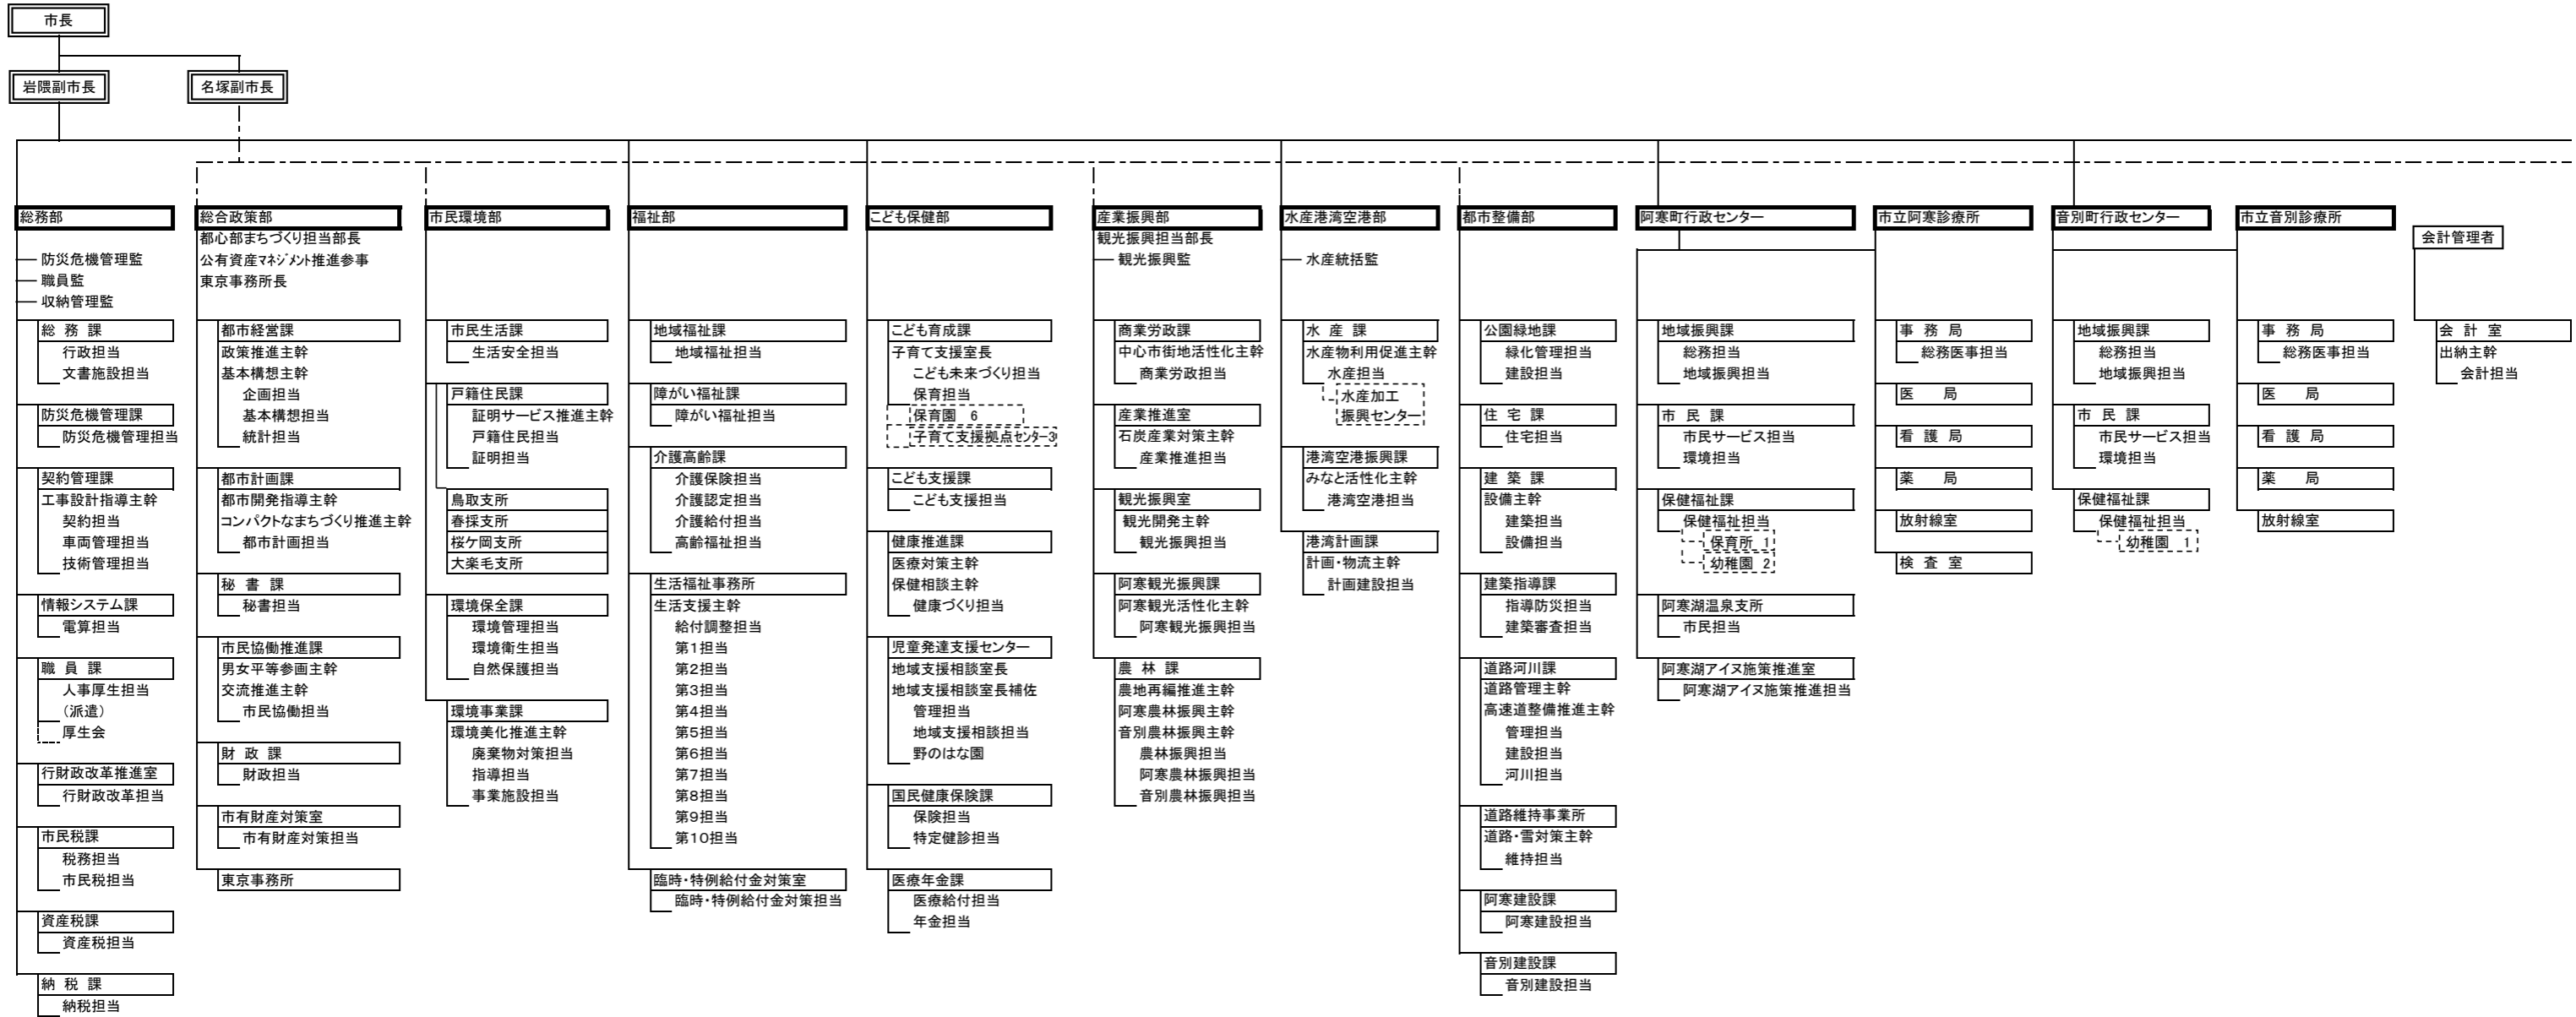 市長
岩隈副市長
名塚副市長
総務部
防災危機管理監
職員監
収納管理監
総 務 課
行政担当
文書施設担当
防災危機管理課
防災危機管理担当
契約管理課
工事設計指導主幹
契約担当
車両管理担当
技術管理担当
情報システム課
電算担当
職 員 課
人事厚生担当
(派遣)
厚生会
行財政改革推進室
行財政改革担当
市民税課
税務担当
市民税担当
資産税課
資産税担当
納 税 課
納税担当
総合政策部
都心部まちづくり担当部長
公有資産マネジメント推進参事
東京事務所長
都市経営課
政策推進主幹
基本構想主幹
企画担当
基本構想担当
統計担当
都市計画課
都市開発指導主幹
コンパクトなまちづくり推進主幹
都市計画担当
秘 書 課
秘書担当
市民協働推進課
男女平等参画主幹
交流推進主幹
市民協働担当
財 政 課
財政担当
市有財産対策室
市有財産対策担当
東京事務所
市民環境部
市民生活課
生活安全担当
戸籍住民課
証明サービス推進主幹
戸籍住民担当
証明担当
鳥取支所
春採支所
桜ケ岡支所
大楽毛支所
環境保全課
環境管理担当
環境衛生担当
自然保護担当
環境事業課
環境美化推進主幹
廃棄物対策担当
指導担当
事業施設担当
福祉部
地域福祉課
地域福祉担当
障がい福祉課
障がい福祉担当
介護高齢課
介護保険担当
介護認定担当
介護給付担当
高齢福祉担当
生活福祉事務所
生活支援主幹
給付調整担当
第1担当
第2担当
第3担当
第4担当
第5担当
第6担当
第7担当
第8担当
第9担当
第10担当
臨時・特例給付金対策室
臨時・特例給付金対策担当
こども保健部
こども育成課
子育て支援室長
こども未来づくり担当
保育担当
保育園 6
子育て支援拠点センター3
こども支援課
こども支援担当
健康推進課
医療対策主幹
保健相談主幹
健康づくり担当
児童発達支援センター
地域支援相談室長
地域支援相談室長補佐
管理担当
地域支援相談担当
野のはな園
国民健康保険課
保険担当
特定健診担当
医療年金課
医療給付担当
年金担当
産業振興部
観光振興担当部長
観光振興監
商業労政課
中心市街地活性化主幹
商業労政担当
産業推進室
石炭産業対策主幹
産業推進担当
観光振興室
観光開発主幹
観光振興担当
阿寒観光振興課
阿寒観光活性化主幹
阿寒観光振興担当
農 林 課
農地再編推進主幹
阿寒農林振興主幹
音別農林振興主幹
農林振興担当
阿寒農林振興担当
音別農林振興担当
水産港湾空港部
水産統括監
水 産 課
水産物利用促進主幹
水産担当
水産加工
振興センター
港湾空港振興課
みなと活性化主幹
港湾空港担当
港湾計画課
計画・物流主幹
計画建設担当
都市整備部
公園緑地課
緑化管理担当
建設担当
住 宅 課
住宅担当
建 築 課
設備主幹
建築担当
設備担当
建築指導課
指導防災担当
建築審査担当
道路河川課
道路管理主幹
高速道整備推進主幹
管理担当
建設担当
河川担当
道路維持事業所
道路・雪対策主幹
維持担当
阿寒建設課
阿寒建設担当
音別建設課
音別建設担当
阿寒町行政センター
地域振興課
総務担当
地域振興担当
市 民 課
市民サービス担当
環境担当
保健福祉課
保健福祉担当
保育所 1
幼稚園 2
阿寒湖温泉支所
市民担当
阿寒湖アイヌ施策推進室
阿寒湖アイヌ施策推進担当
市立阿寒診療所
事 務 局
総務医事担当
医 局
看 護 局
薬 局
放射線室
検 査 室
音別町行政センター
地域振興課
総務担当
地域振興担当
市 民 課
市民サービス担当
環境担当
保健福祉課
保健福祉担当
幼稚園 1
市立音別診療所
事 務 局
総務医事担当
医 局
看 護 局
薬 局
放射線室
会計管理者
会 計 室
出納主幹
会計担当